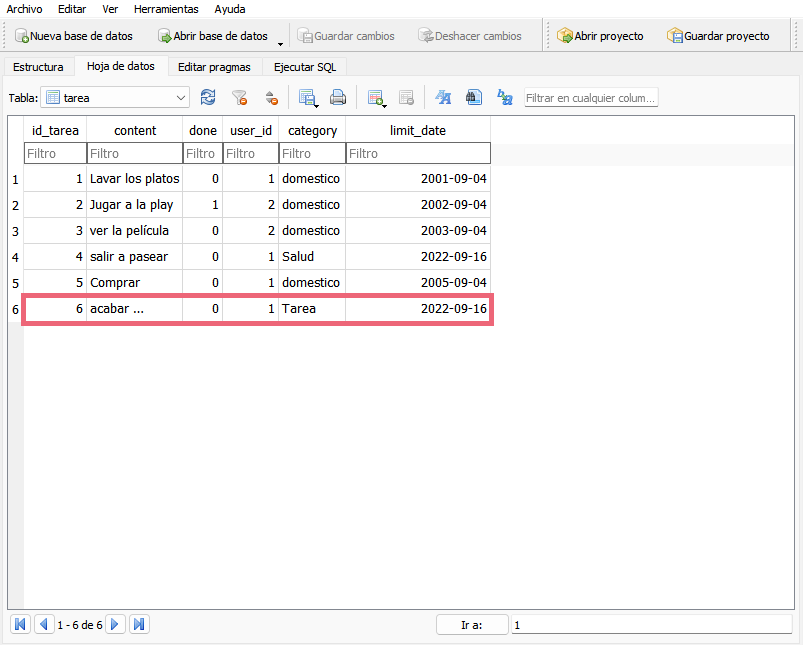 Archivo Editar Ver Herramientas Ayuda
Nueva base de datos Abrir base de datos Guardar cambios Deshacer cambios Abrir proyecto Guardar proyecto
Estructura Hoja de datos Editar pragmas Ejecutar SQL
Tabla: tarea Filtrar en cualquier colum...
id_tarea content done user_id category limit_date
Filtro Filtro Filtro Filtro Filtro Filtro
1 1 Lavar los platos 0 1 domestico 2001-09-04
2 2 Jugar a la play 1 2 domestico 2002-09-04
3 3 ver la película 0 2 domestico 2003-09-04
4 4 salir a pasear 0 1 Salud 2022-09-16
5 5 Comprar 0 1 domestico 2005-09-04
6 6 acabar ... 0 1 Tarea 2022-09-16
1 - 6 de 6 Ir a: 1